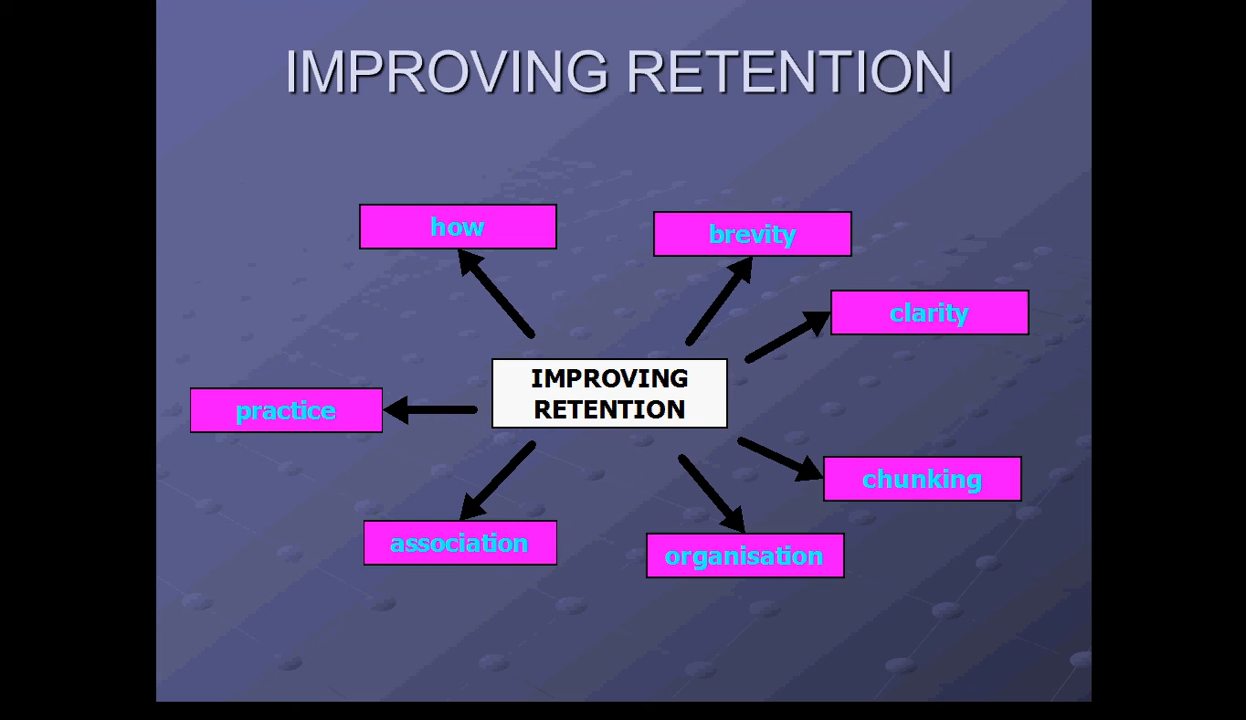 IMPROVING RETENTION
how
brevity
clarity
IMPROVING
RETENTION
practice
chunking
association
organisation